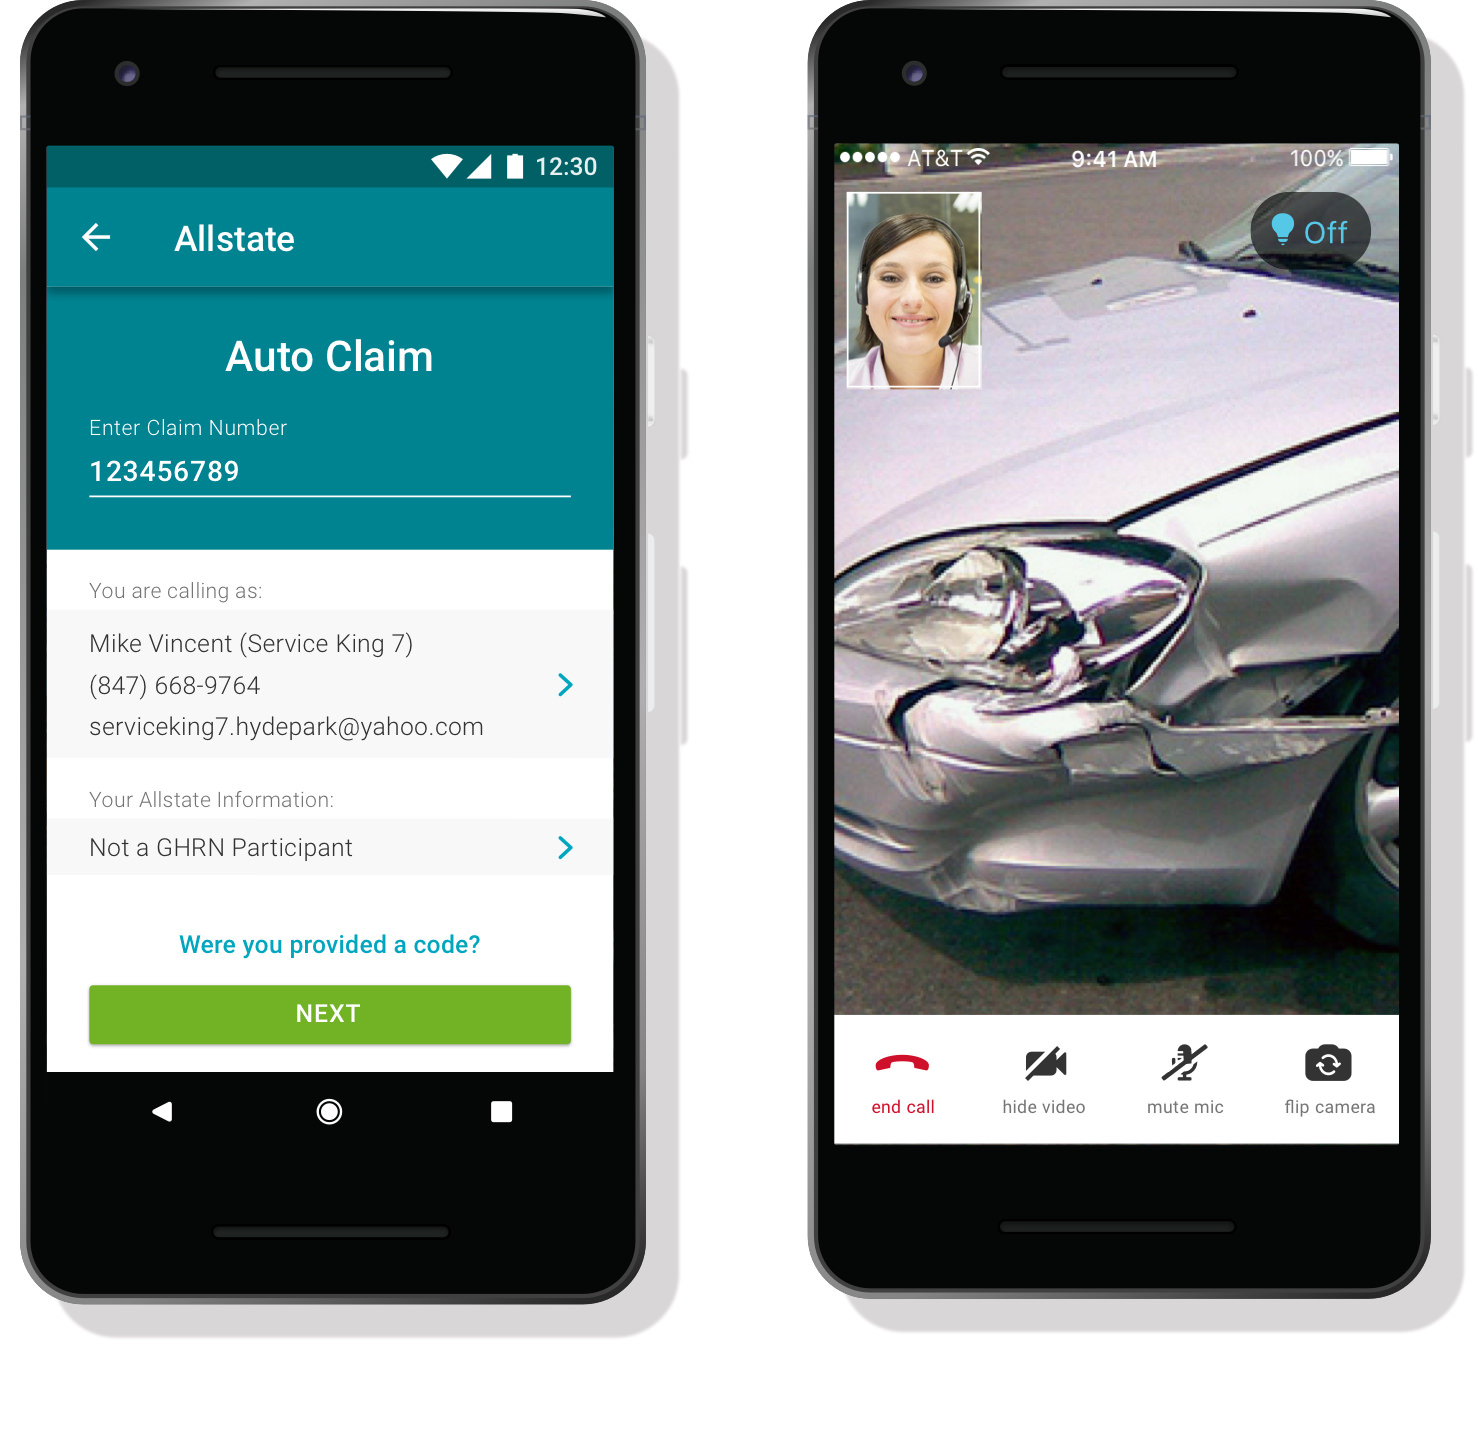 12:30
Allstate
Auto Claim
Enter Claim Number
123456789
You are calling as:
Mike Vincent (Service King 7)
(847) 668-9764
serviceking7.hydepark@yahoo.com
Your Allstate Information:
Not a GHRN Participant
Were you provided a code?
NEXT
AT&T 9:41 AM 100%
Off
end call hide video mute mic flip camera